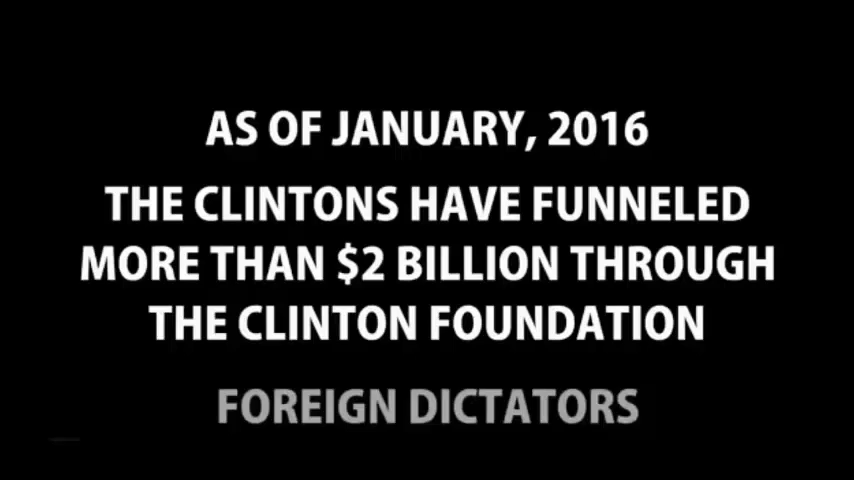 AS OF JANUARY, 2016
THE CLINTONS HAVE FUNNELED
MORE THAN $2 BILLION THROUGH
THE CLINTON FOUNDATION
FOREIGN DICTATORS